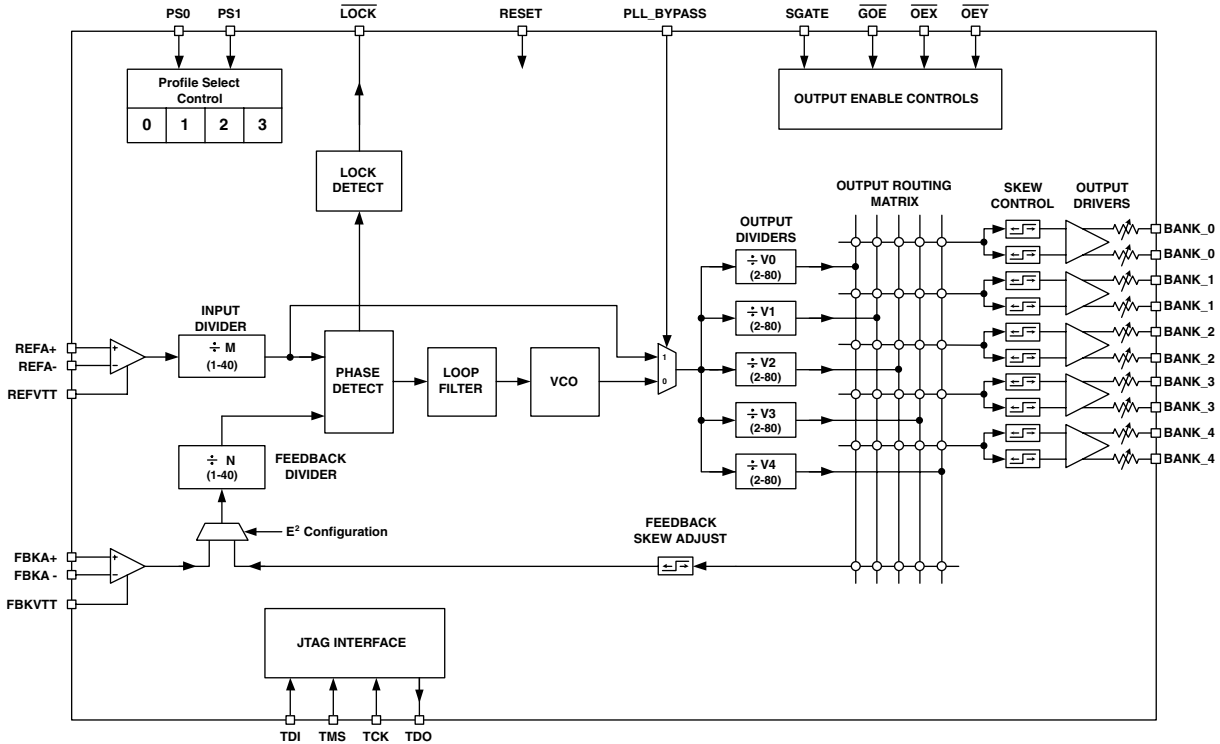 PS0 PS1 LOCK RESET PLL_BYPASS SGATE GOE OEX OEY
Profile Select
Control
0 1 2 3
OUTPUT ENABLE CONTROLS
LOCK
DETECT
OUTPUT ROUTING
MATRIX
SKEW
CONTROL
OUTPUT
DRIVERS
OUTPUT
DIVIDERS
÷ V0
(2-80)
÷ V1
(2-80)
÷ V2
(2-80)
÷ V3
(2-80)
÷ V4
(2-80)
BANK_0
BANK_0
BANK_1
BANK_1
BANK_2
BANK_2
BANK_3
BANK_3
BANK_4
BANK_4
INPUT
DIVIDER
÷ M
(1-40)
REFA+
REFA-
REFVTT
+
−
PHASE
DETECT
LOOP
FILTER
VCO
1
0
÷ N
(1-40)
FEEDBACK
DIVIDER
E² Configuration
FEEDBACK
SKEW ADJUST
FBKA+
FBKA -
FBKVTT
+
−
JTAG INTERFACE
TDI TMS TCK TDO